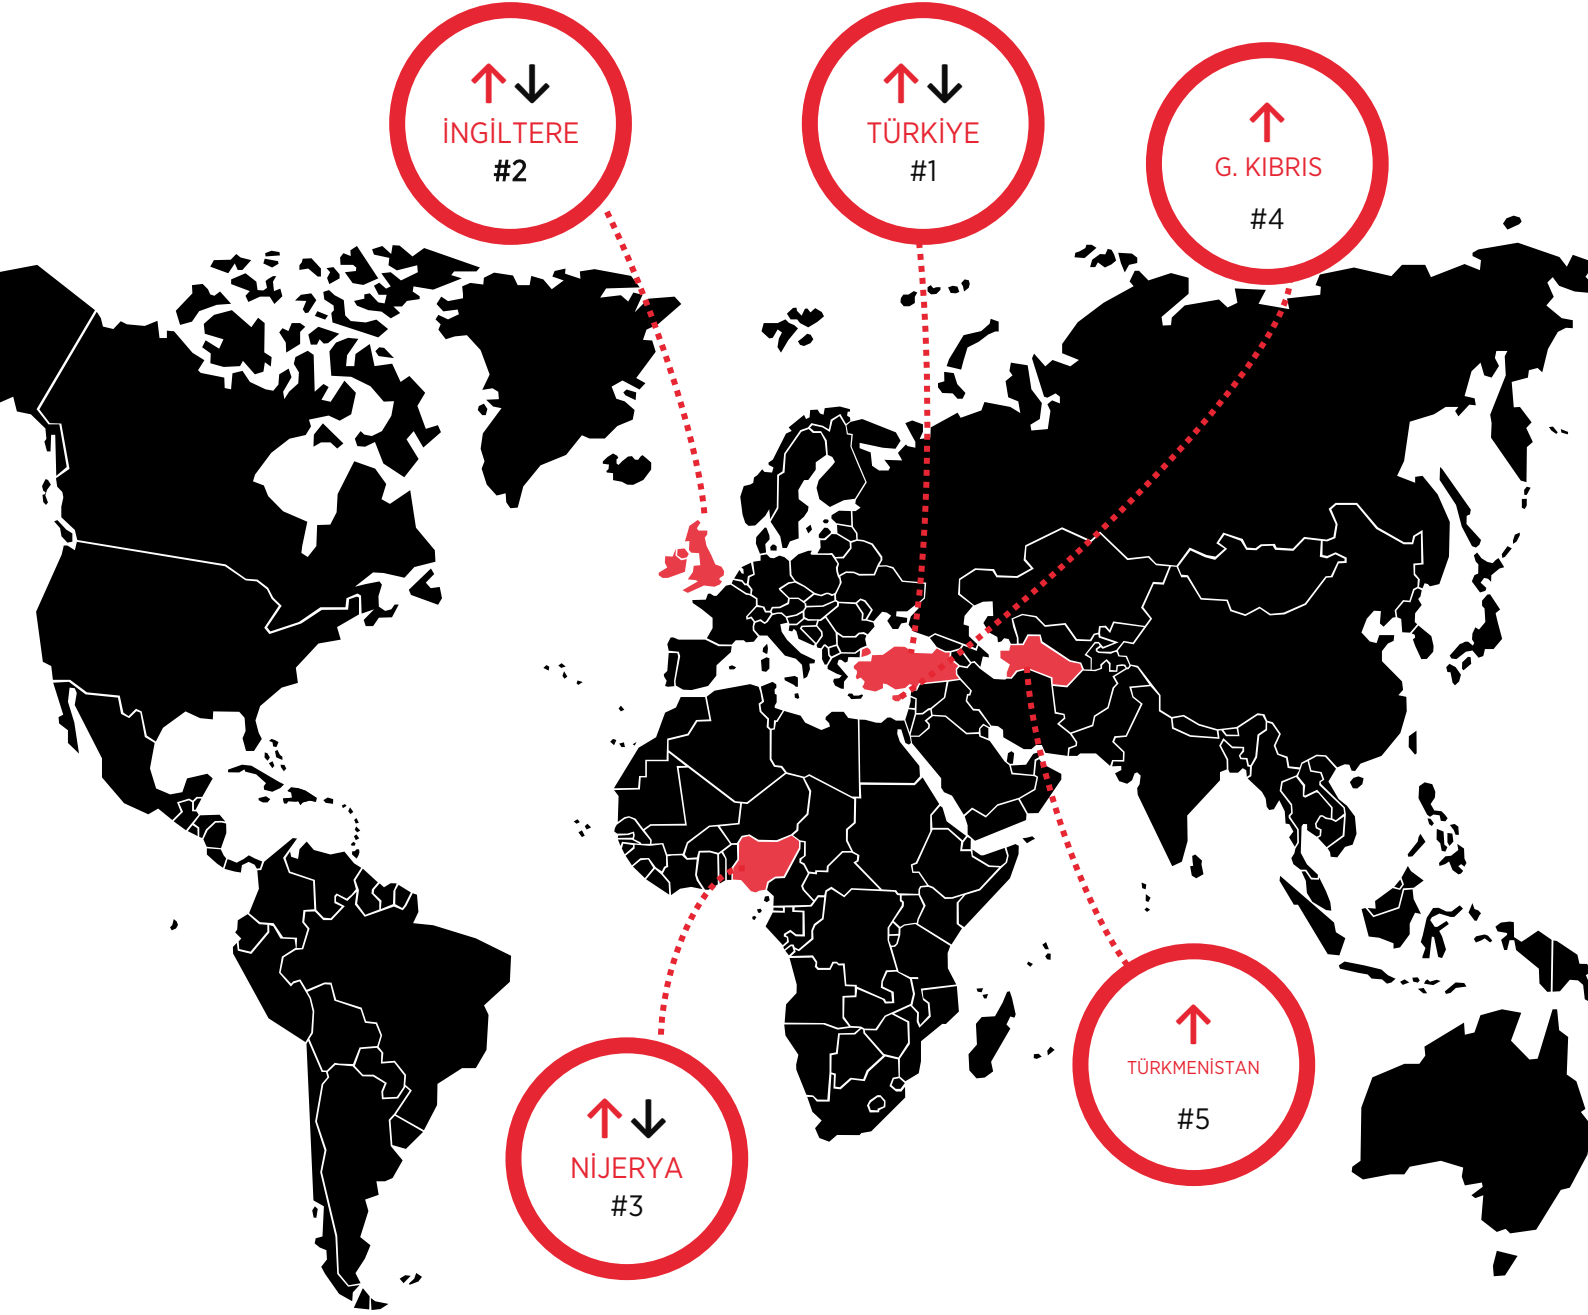 İNGİLTERE
#2
TÜRKİYE
#1
G. KIBRIS
#4
NİJERYA
#3
TÜRKMENİSTAN
#5